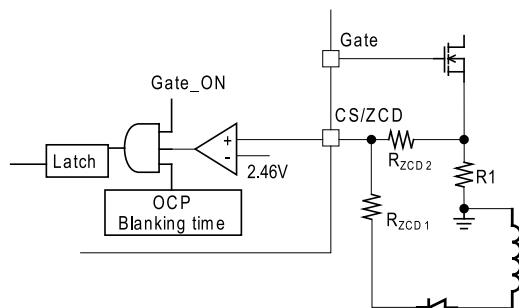 Gate
Gate_ON
CS/ZCD
+
-
2.46V
Latch
RZCD2
R1
OCP
Blanking time
RZCD1